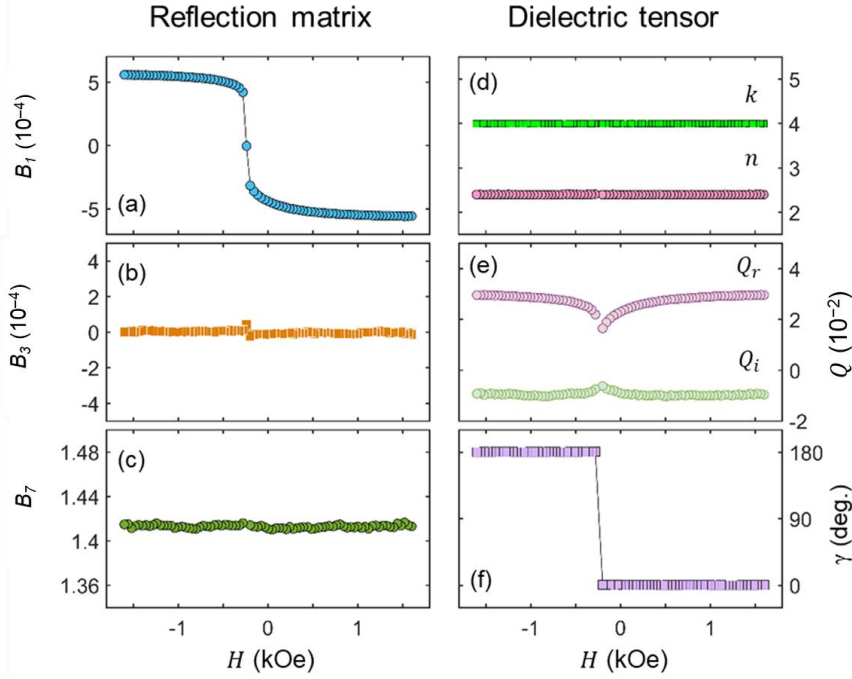 Reflection matrix
Dielectric tensor
B₁ (10⁻⁴)
5
0
-5
(a)
B₃ (10⁻⁴)
4
2
0
-2
-4
(b)
B₇
1.48
1.44
1.4
1.36
(c)
-1
0
1
H (kOe)
(d)
k
n
5
4
3
2
(e)
Qᵣ
Qᵢ
4
2
0
-2
Q (10⁻²)
(f)
180
90
0
γ (deg.)
-1
0
1
H (kOe)